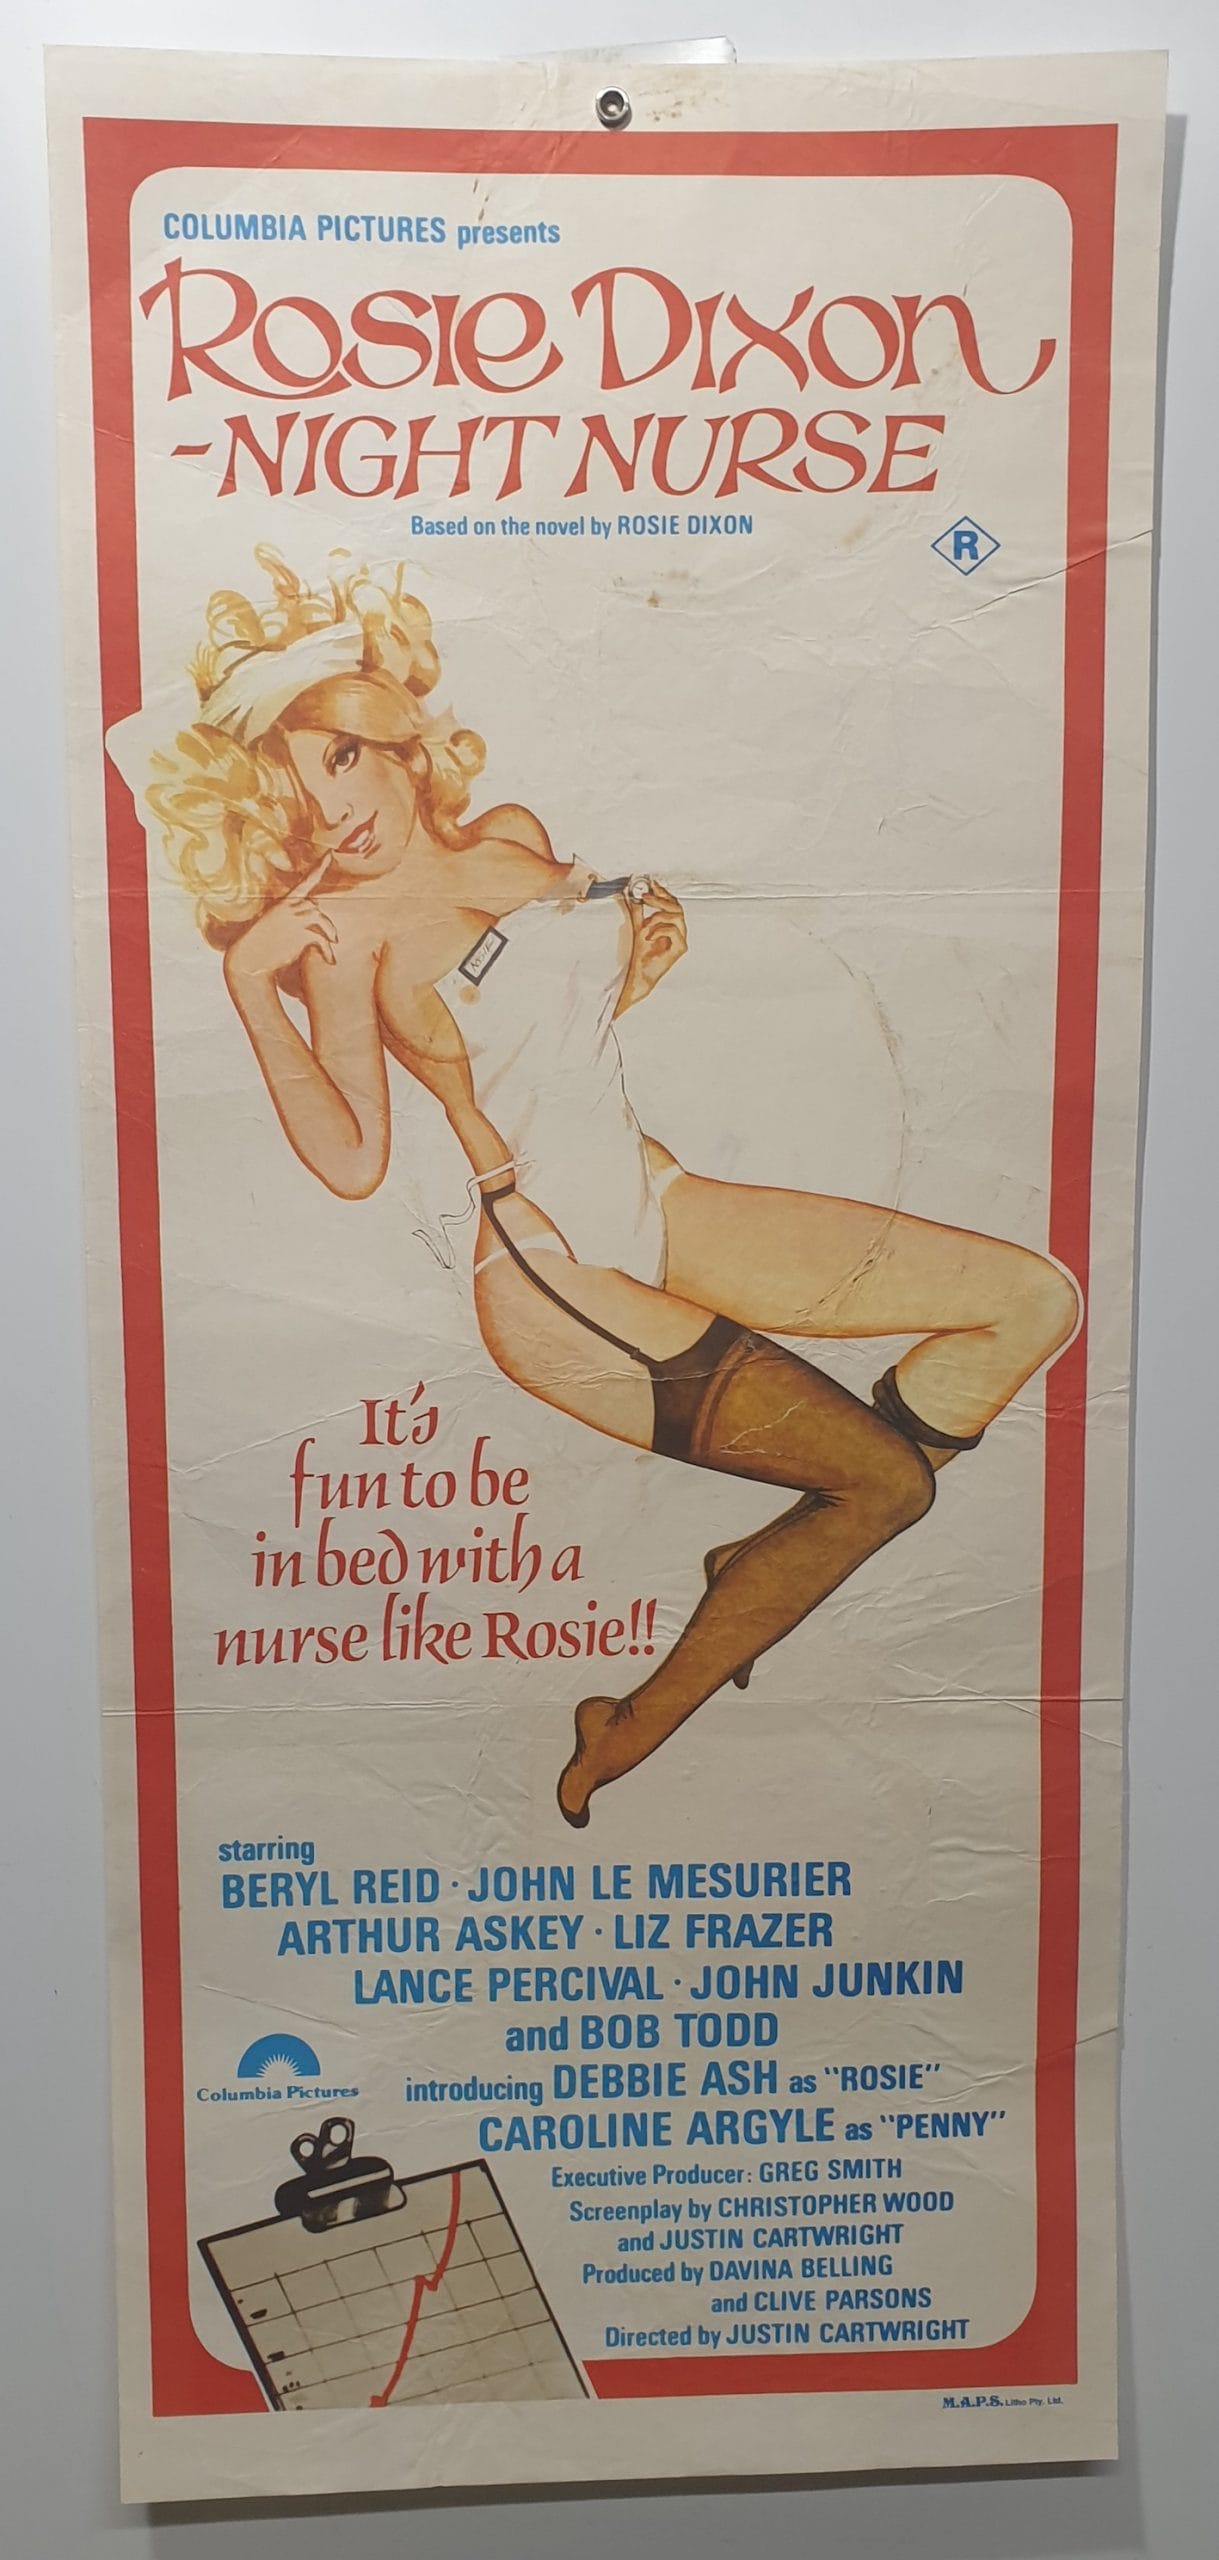 COLUMBIA PICTURES presents
Rosie Dixon
-NIGHT NURSE
Based on the novel by ROSIE DIXON
R
ROSIE
It's
fun to be
in bed with a
nurse like Rosie!!
starring
BERYL REID · JOHN LE MESURIER
ARTHUR ASKEY · LIZ FRAZER
LANCE PERCIVAL · JOHN JUNKIN
and BOB TODD
introducing DEBBIE ASH as "ROSIE"
CAROLINE ARGYLE as "PENNY"
Columbia Pictures
Executive Producer: GREG SMITH
Screenplay by CHRISTOPHER WOOD
and JUSTIN CARTWRIGHT
Produced by DAVINA BELLING
and CLIVE PARSONS
Directed by JUSTIN CARTWRIGHT
M.A.P.S. Litho Pty. Ltd.